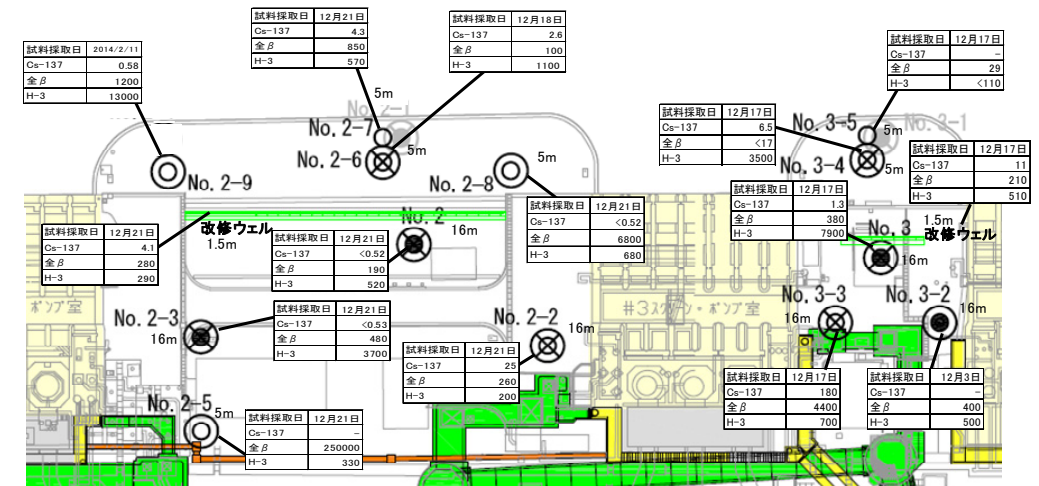 試料採取日 12月21日
Cs-137 4.3
全β 850
H-3 570
試料採取日 12月18日
Cs-137 2.6
全β 100
H-3 1100
試料採取日 2014/2/11
Cs-137 0.58
全β 1200
H-3 13000
試料採取日 12月17日
Cs-137 -
全β 29
H-3 <110
5m
No. 2-1
No. 2-7
No. 2-6
5m
5m
No. 2-9
No. 2-8
試料採取日 12月17日
Cs-137 6.5
全β <17
H-3 3500
No. 3-5
5m
No. 3-1
No. 3-4
5m
試料採取日 12月17日
Cs-137 11
全β 210
H-3 510
試料採取日 12月17日
Cs-137 1.3
全β 380
H-3 7900
試料採取日 12月21日
Cs-137 <0.52
全β 6800
H-3 680
改修ウェル
1.5m
No. 2
16m
試料採取日 12月21日
Cs-137 4.1
全β 280
H-3 290
試料採取日 12月21日
Cs-137 <0.52
全β 190
H-3 520
1.5m
改修ウェル
No. 3
16m
ポンプ室
#3スクリーン・ポンプ室
No. 3-3
16m
No. 3-2
16m
No. 2-3
16m
試料採取日 12月21日
Cs-137 <0.53
全β 480
H-3 3700
No. 2-2
16m
試料採取日 12月21日
Cs-137 25
全β 260
H-3 200
試料採取日 12月17日
Cs-137 180
全β 4400
H-3 700
試料採取日 12月3日
Cs-137 -
全β 400
H-3 500
No. 2-5
5m
試料採取日 12月21日
Cs-137 -
全β 250000
H-3 330